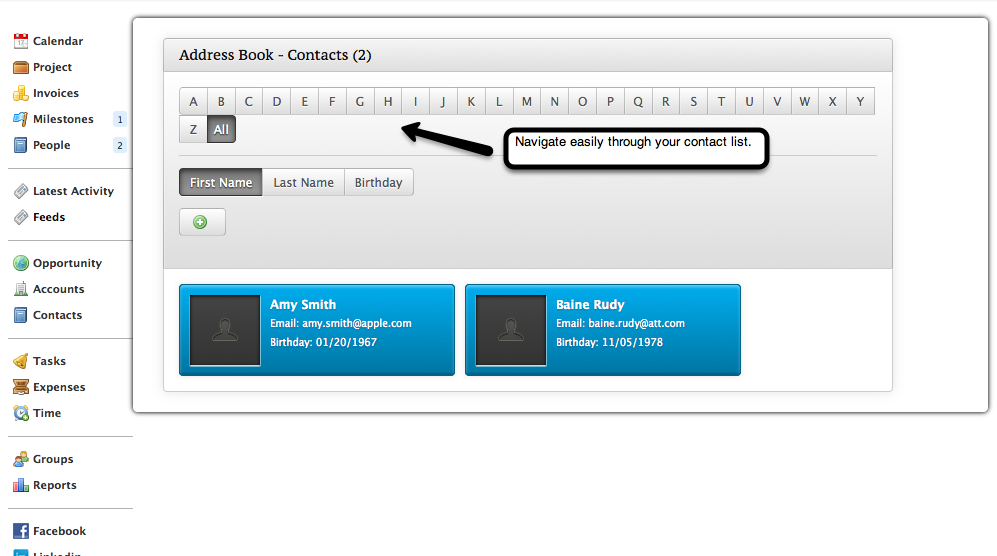 Calendar
Project
Invoices
Milestones 1
People 2
Latest Activity
Feeds
Opportunity
Accounts
Contacts
Tasks
Expenses
Time
Groups
Reports
Facebook
Linkedin
Address Book - Contacts (2)
A B C D E F G H I J K L M N O P Q R S T U V W X Y
Z All
Navigate easily through your contact list.
First Name Last Name Birthday
Amy Smith
Email: amy.smith@apple.com
Birthday: 01/20/1967
Baine Rudy
Email: baine.rudy@att.com
Birthday: 11/05/1978